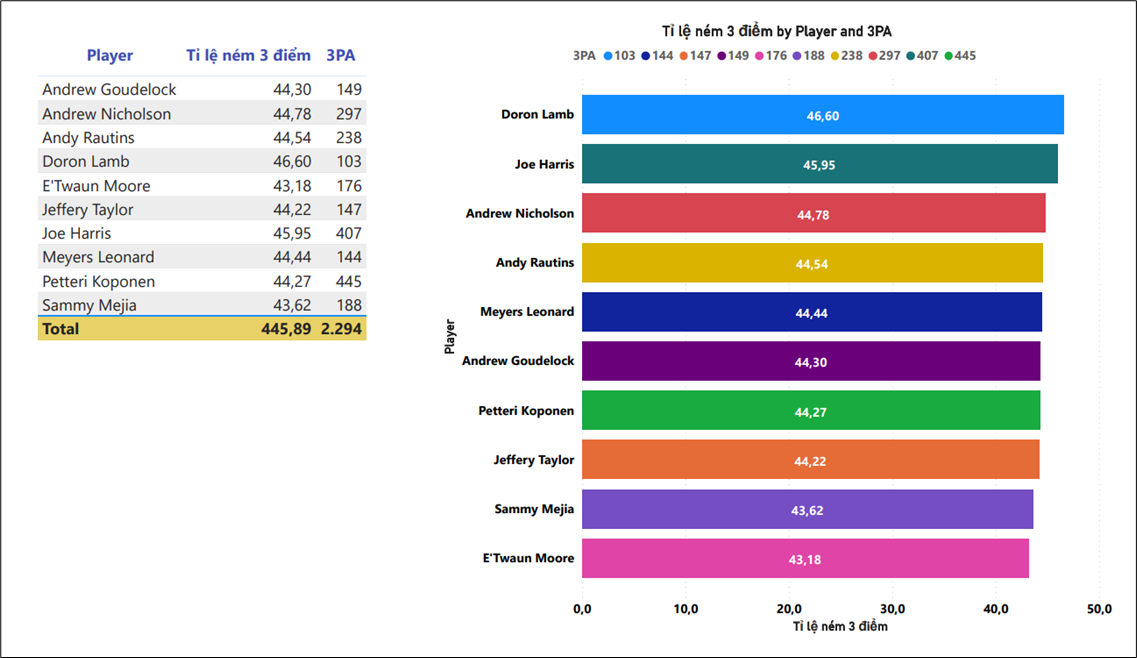 Player Tỉ lệ ném 3 điểm 3PA
Andrew Goudelock 44,30 149
Andrew Nicholson 44,78 297
Andy Rautins 44,54 238
Doron Lamb 46,60 103
E'Twaun Moore 43,18 176
Jeffery Taylor 44,22 147
Joe Harris 45,95 407
Meyers Leonard 44,44 144
Petteri Koponen 44,27 445
Sammy Mejia 43,62 188
Total 445,89 2.294
Tỉ lệ ném 3 điểm by Player and 3PA
3PA 103 144 147 149 176 188 238 297 407 445
Player
Doron Lamb 46,60
Joe Harris 45,95
Andrew Nicholson 44,78
Andy Rautins 44,54
Meyers Leonard 44,44
Andrew Goudelock 44,30
Petteri Koponen 44,27
Jeffery Taylor 44,22
Sammy Mejia 43,62
E'Twaun Moore 43,18
0,0 10,0 20,0 30,0 40,0 50,0
Tỉ lệ ném 3 điểm